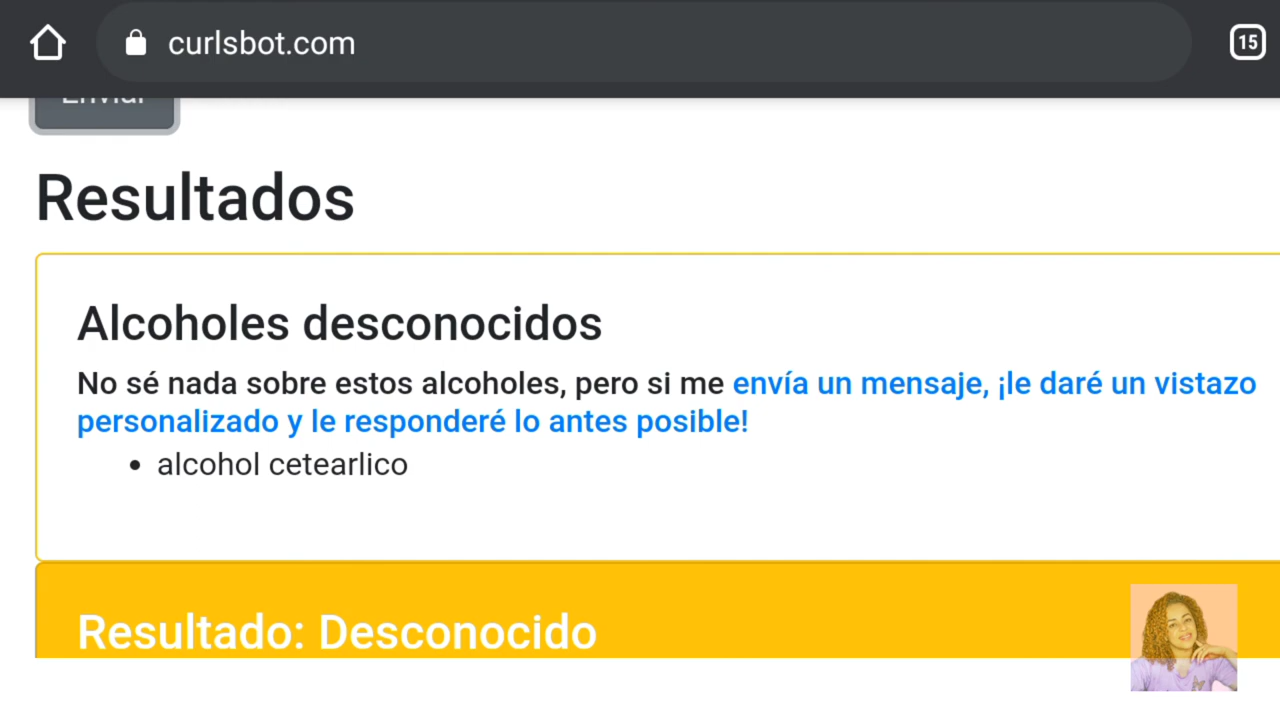 curlsbot.com
15
Enviar
Resultados
Alcoholes desconocidos
No sé nada sobre estos alcoholes, pero si me envía un mensaje, ¡le daré un vistazo
personalizado y le responderé lo antes posible!
• alcohol cetearlico
Resultado: Desconocido